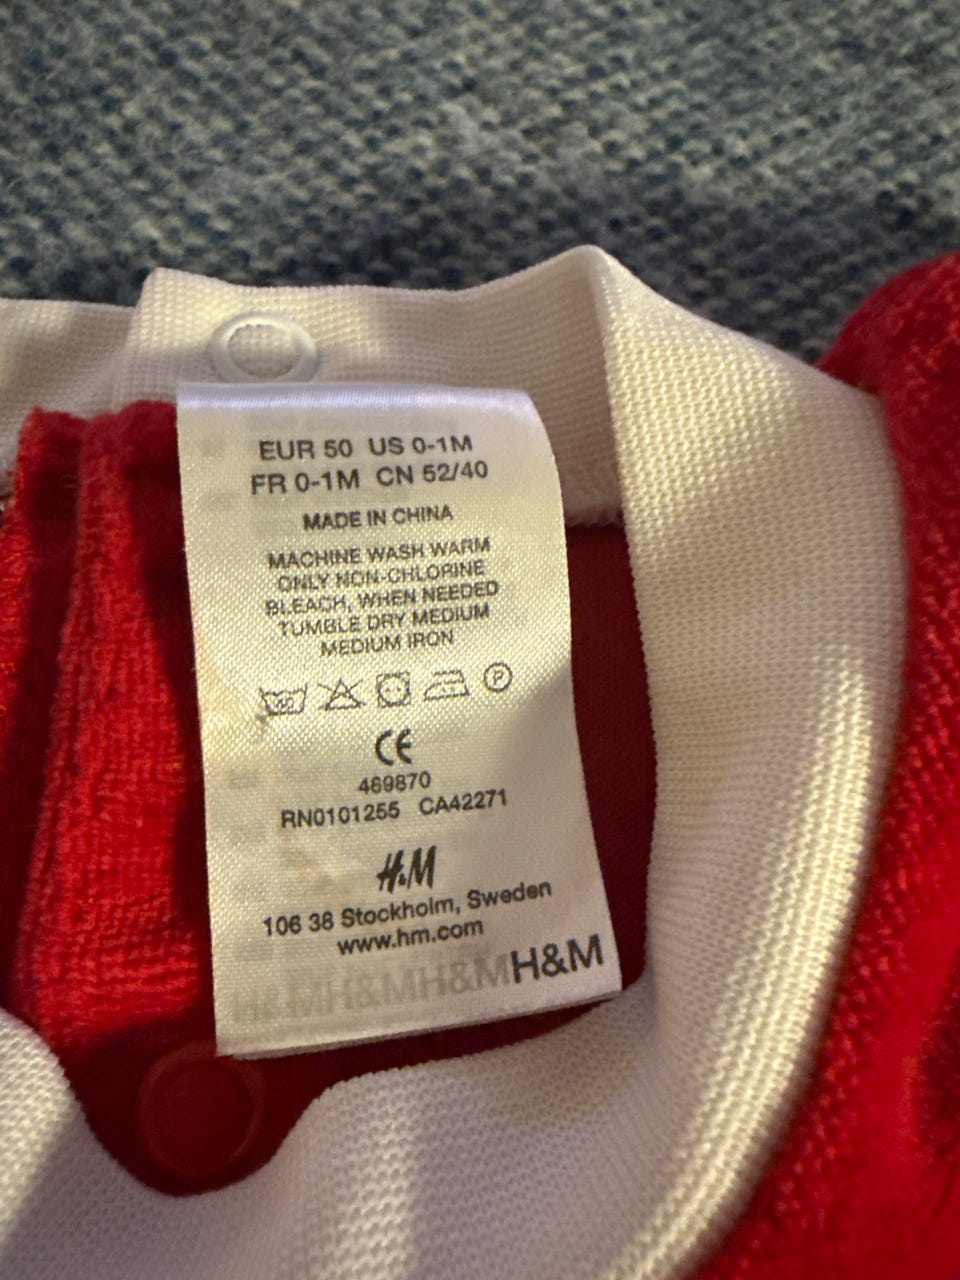 EUR 50 US 0-1M
FR 0-1M CN 52/40
MADE IN CHINA
MACHINE WASH WARM
ONLY NON-CHLORINE
BLEACH, WHEN NEEDED
TUMBLE DRY MEDIUM
MEDIUM IRON
P
CE
469870
RN0101255 CA42271
H&M
106 38 Stockholm, Sweden
www.hm.com
H&MH&MH&MH&M